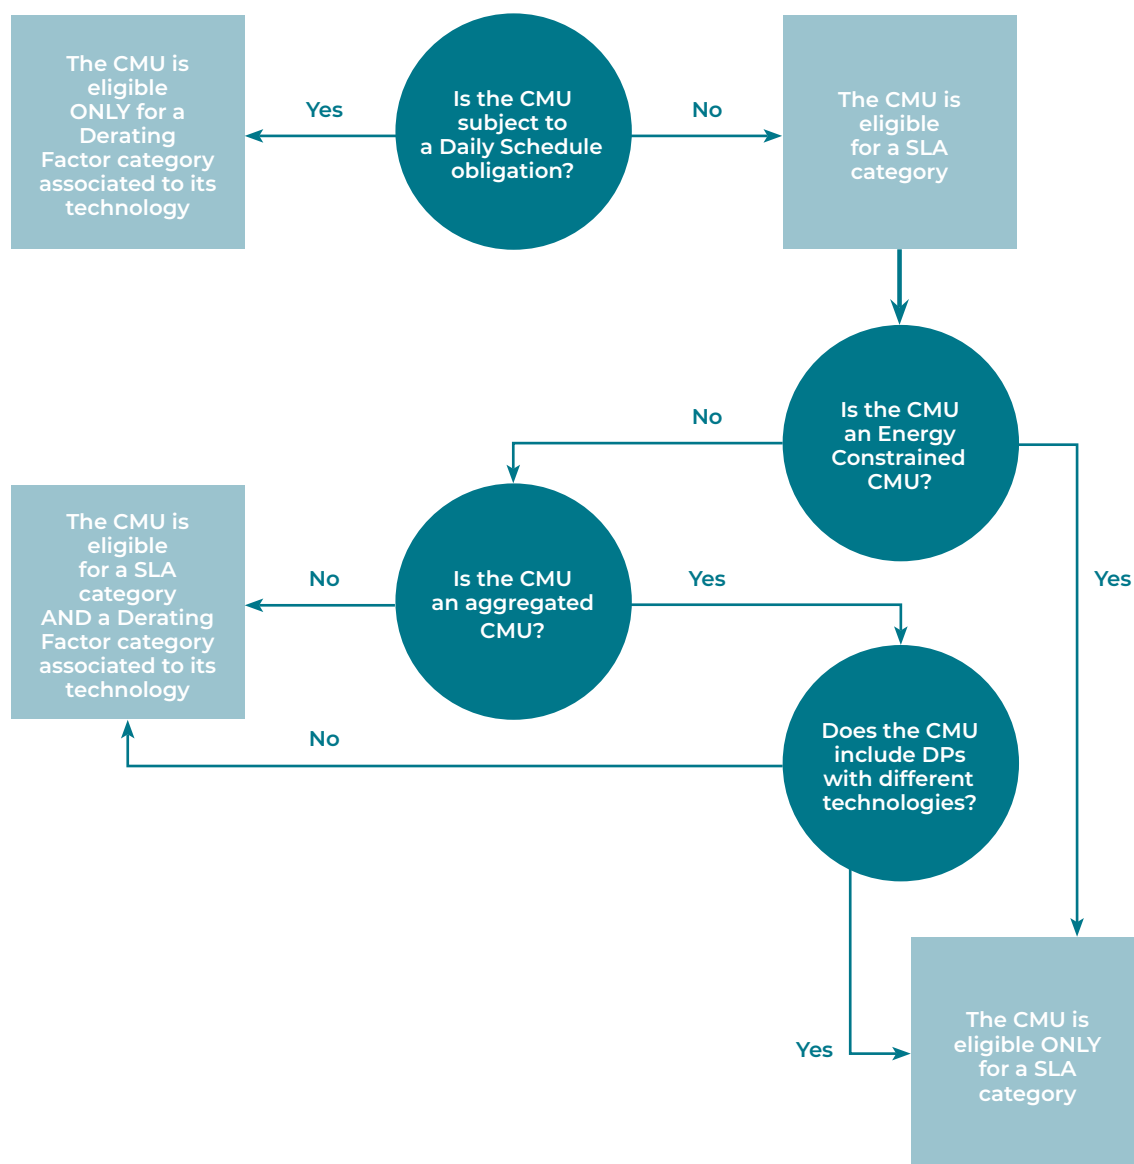 The CMU is
eligible
ONLY for a
Derating
Factor category
associated to its
technology
Yes
Is the CMU
subject to
a Daily Schedule
obligation?
No
The CMU is
eligible
for a SLA
category
Is the CMU
an Energy
Constrained
CMU?
No
Yes
The CMU is
eligible
for a SLA
category
AND a Derating
Factor category
associated to its
technology
No
Is the CMU
an aggregated
CMU?
Yes
Does the CMU
include DPs
with different
technologies?
No
Yes
The CMU is
eligible ONLY
for a SLA
category